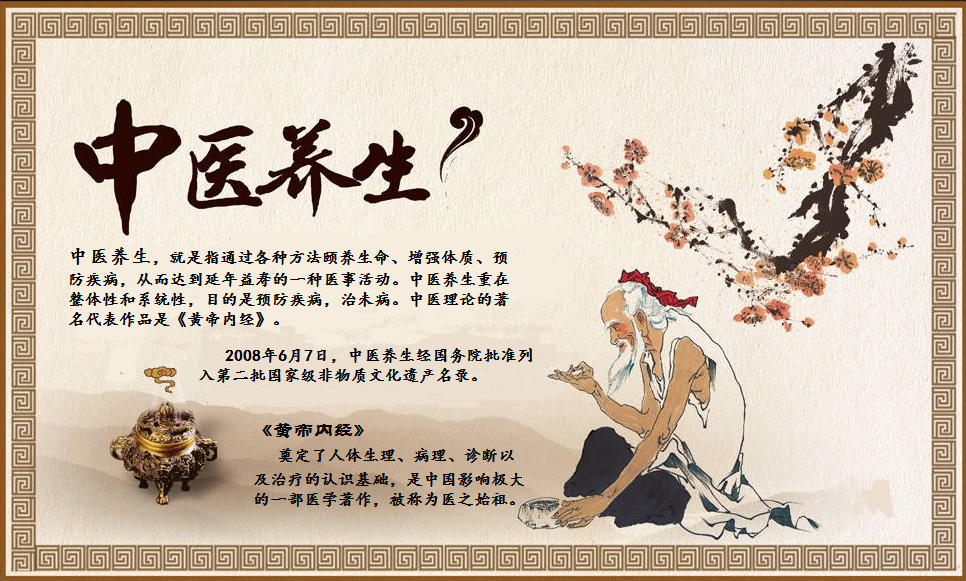 中医养生
中医养生，就是指通过各种方法颐养生命、增强体质、预
防疾病，从而达到延年益寿的一种医事活动。中医养生重在
整体性和系统性，目的是预防疾病，治未病。中医理论的著
名代表作品是《黄帝内经》。
2008年6月7日，中医养生经国务院批准列
入第二批国家级非物质文化遗产名录。
《黄帝内经》
奠定了人体生理、病理、诊断以
及治疗的认识基础，是中国影响极大
的一部医学著作，被称为医之始祖。